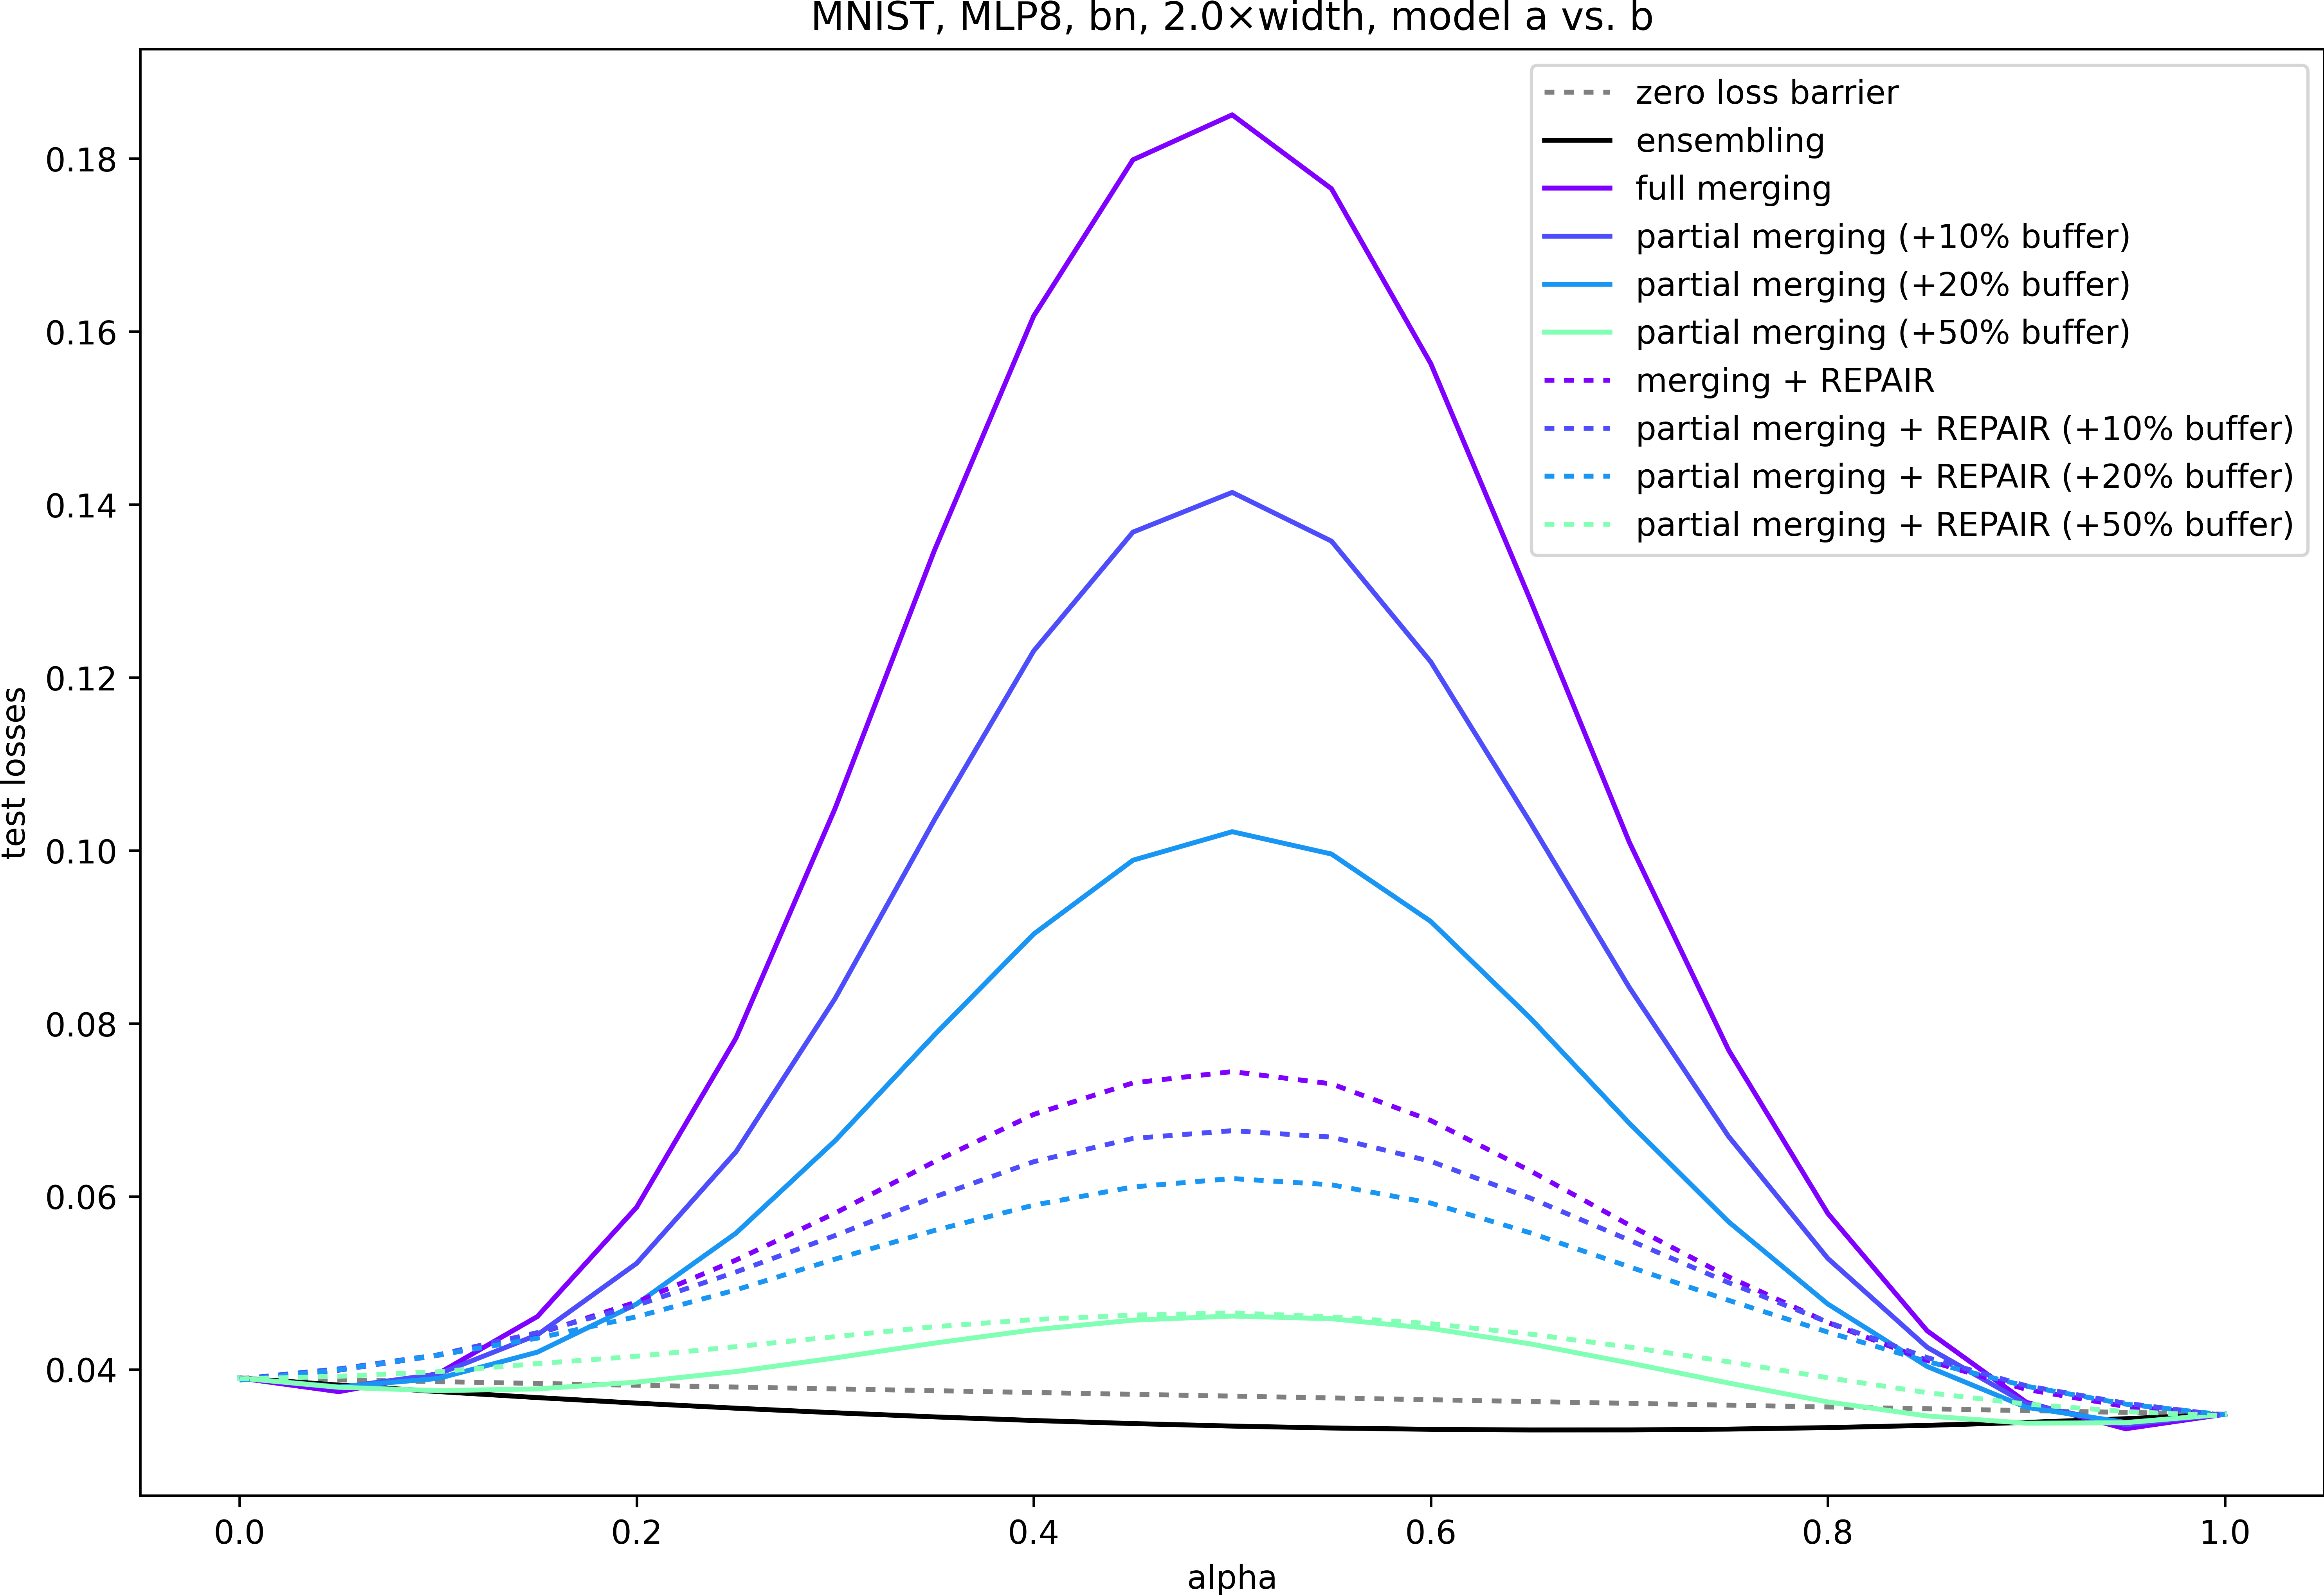 MNIST, MLP8, bn, 2.0×width, model a vs. b
zero loss barrier
ensembling
full merging
partial merging (+10% buffer)
partial merging (+20% buffer)
partial merging (+50% buffer)
merging + REPAIR
partial merging + REPAIR (+10% buffer)
partial merging + REPAIR (+20% buffer)
partial merging + REPAIR (+50% buffer)
test losses
0.18
0.16
0.14
0.12
0.10
0.08
0.06
0.04
0.0 0.2 0.4 0.6 0.8 1.0
alpha